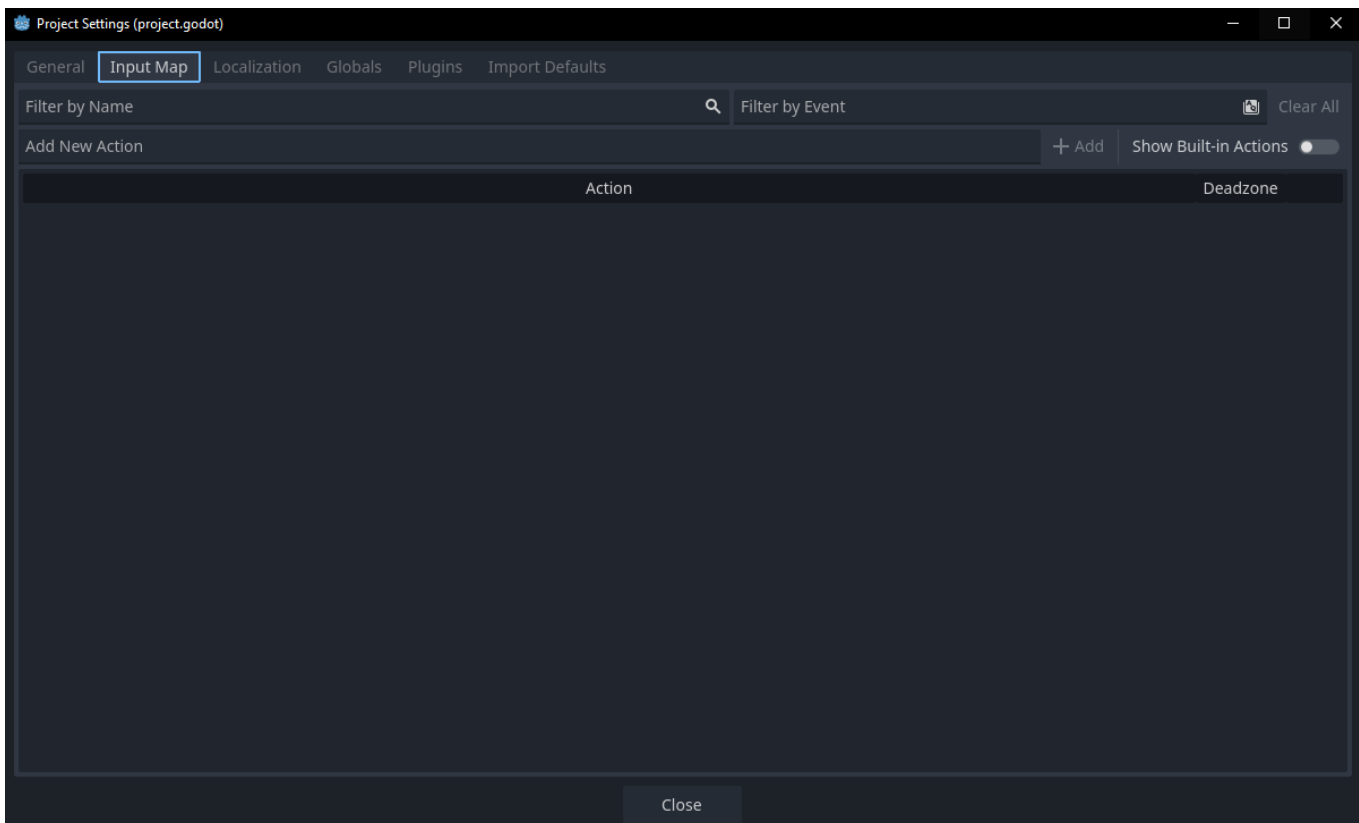 Project Settings (project.godot)
General Input Map Localization Globals Plugins Import Defaults
Filter by Name Filter by Event Clear All
Add New Action + Add Show Built-in Actions
Action Deadzone
Close